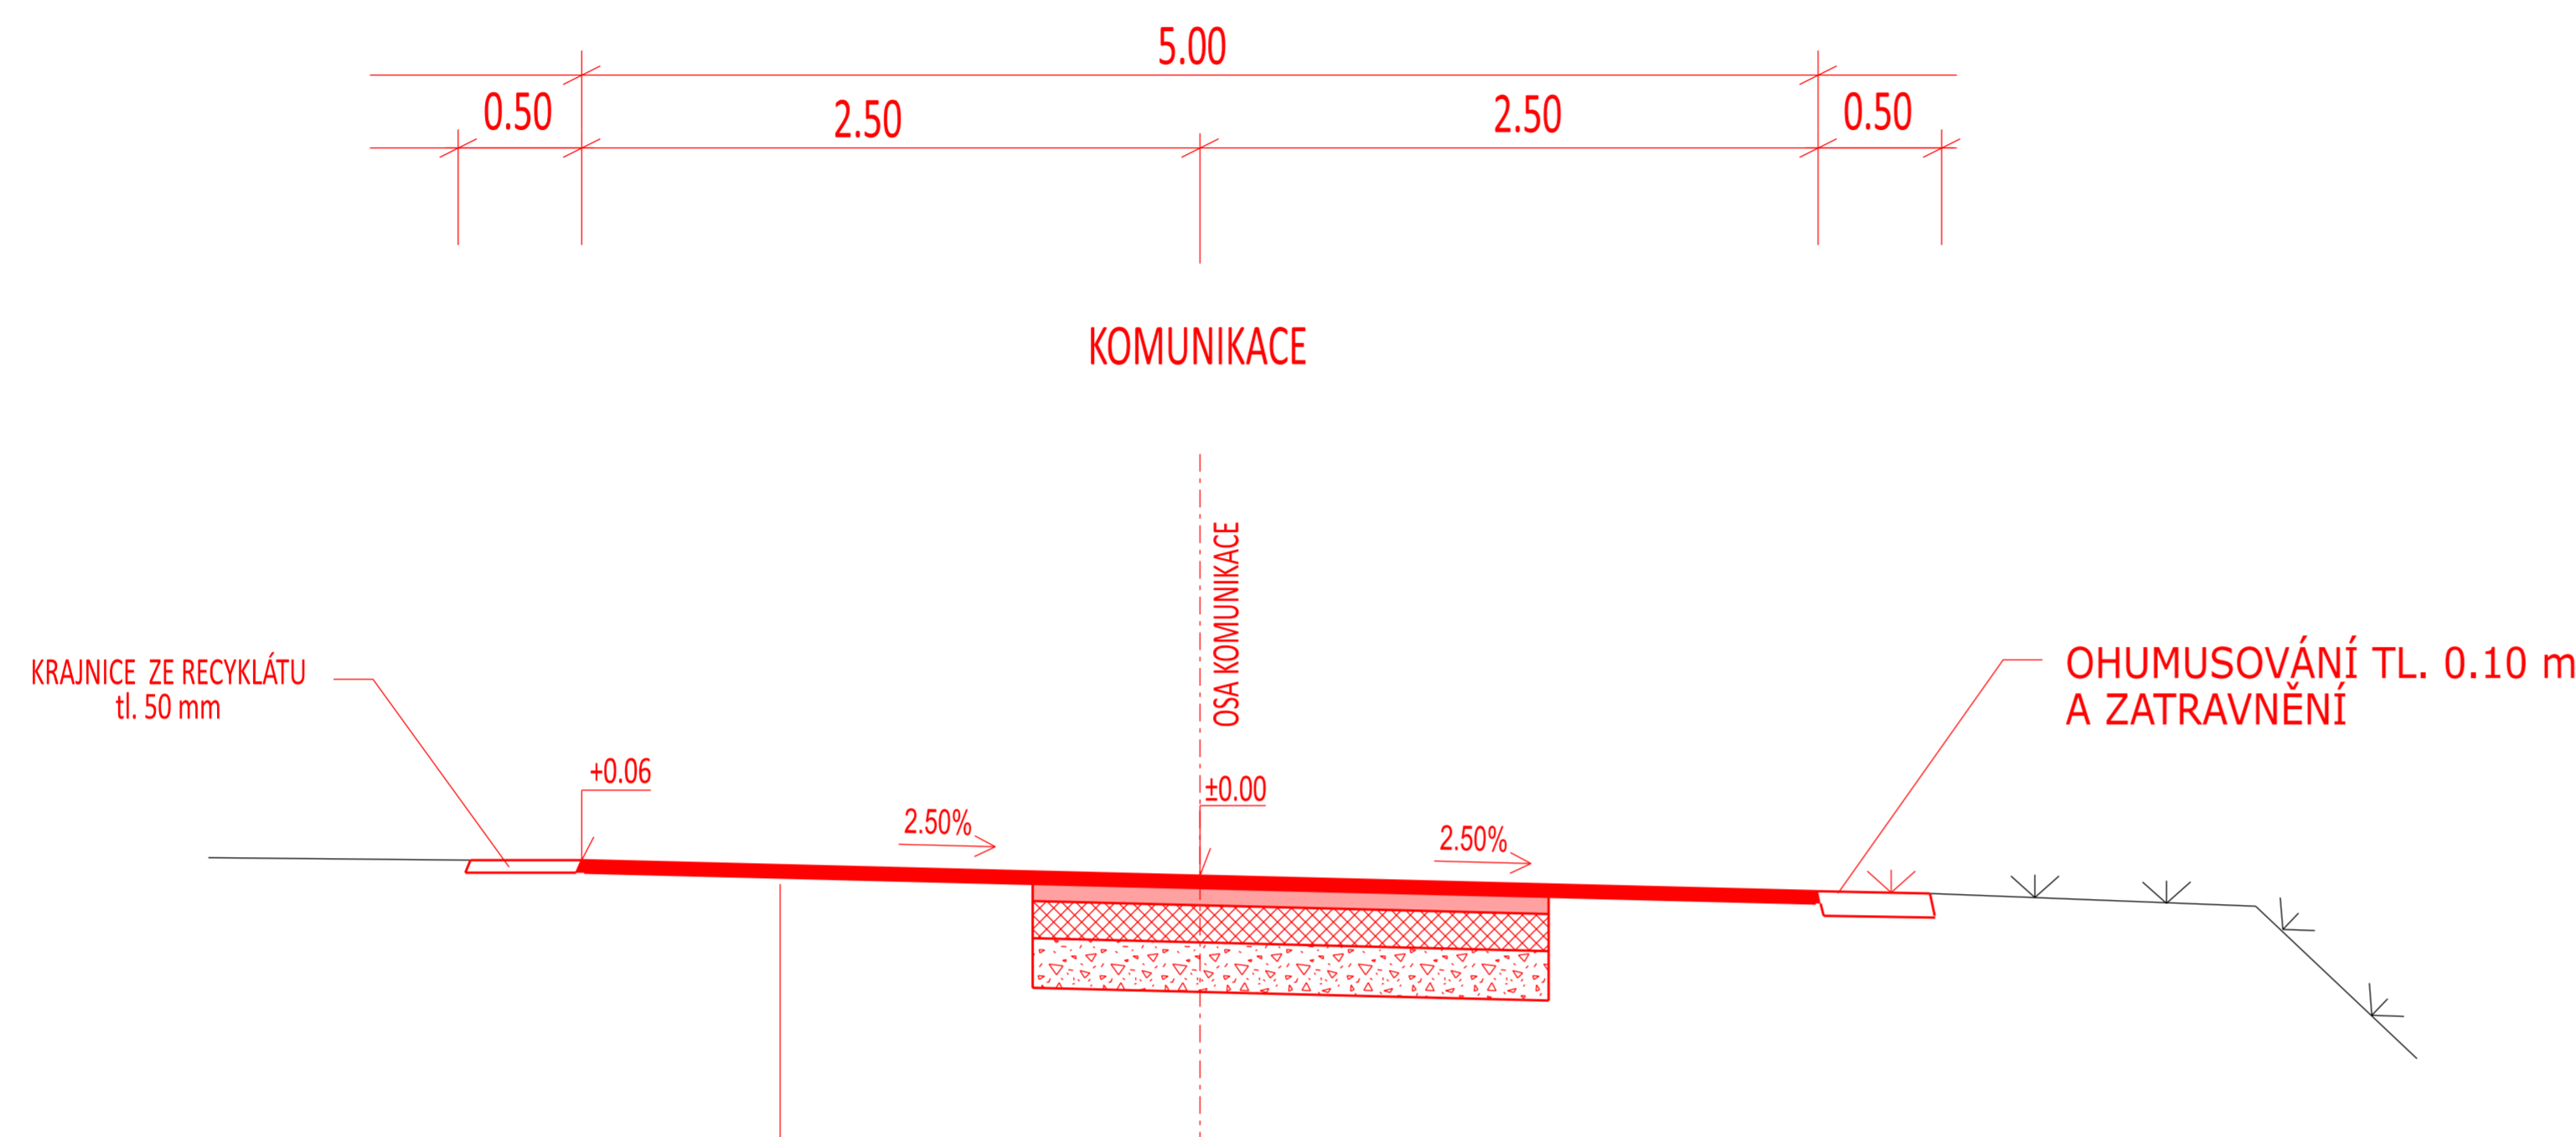 5.00
0.50
2.50
2.50
0.50
KOMUNIKACE
OSA KOMUNIKACE
KRAJNICE ZE RECYKLÁTU
tl. 50 mm
OHUMUSOVÁNÍ TL. 0.10 m
A ZATRAVNĚNÍ
+0.06
±0.00
2.50%
2.50%